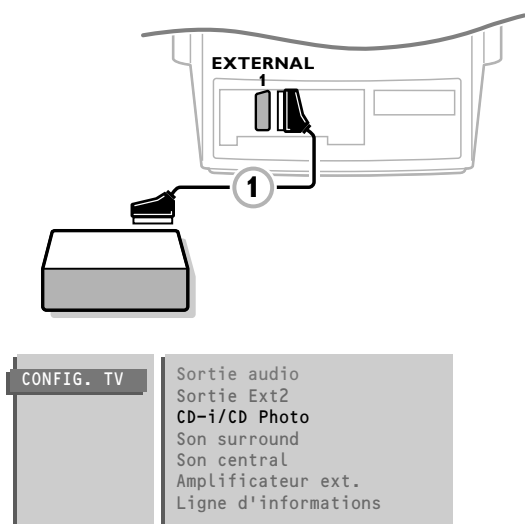 EXTERNAL
1
1
CONFIG. TV
Sortie audio
Sortie Ext2
CD-i/CD Photo
Son surround
Son central
Amplificateur ext.
Ligne d'informations